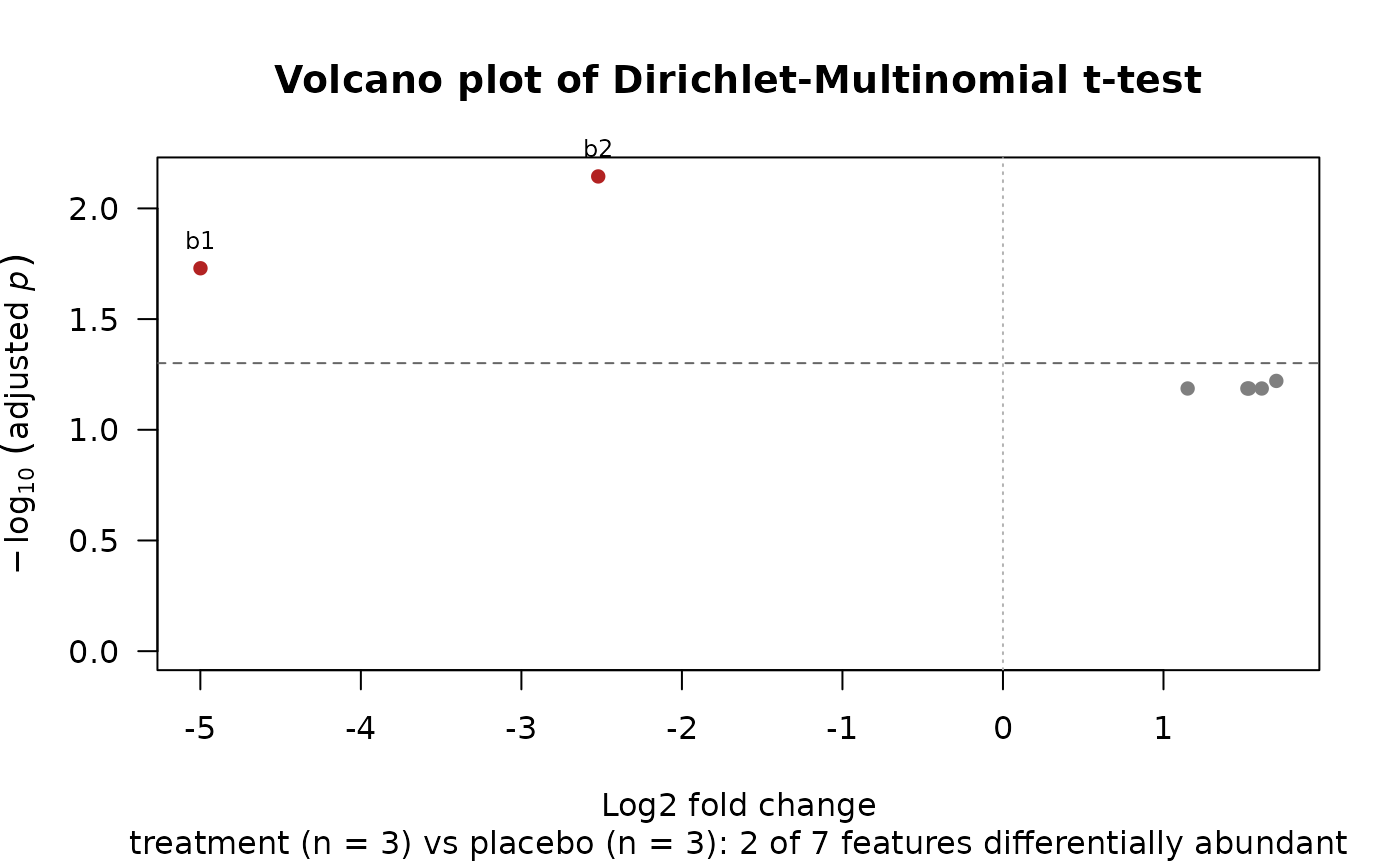 Volcano plot of Dirichlet-Multinomial t-test
b2
b1
2.0
1.5
1.0
0.5
0.0
−log₁₀ (adjusted p)
-5 -4 -3 -2 -1 0 1
Log2 fold change
treatment (n = 3) vs placebo (n = 3): 2 of 7 features differentially abundant